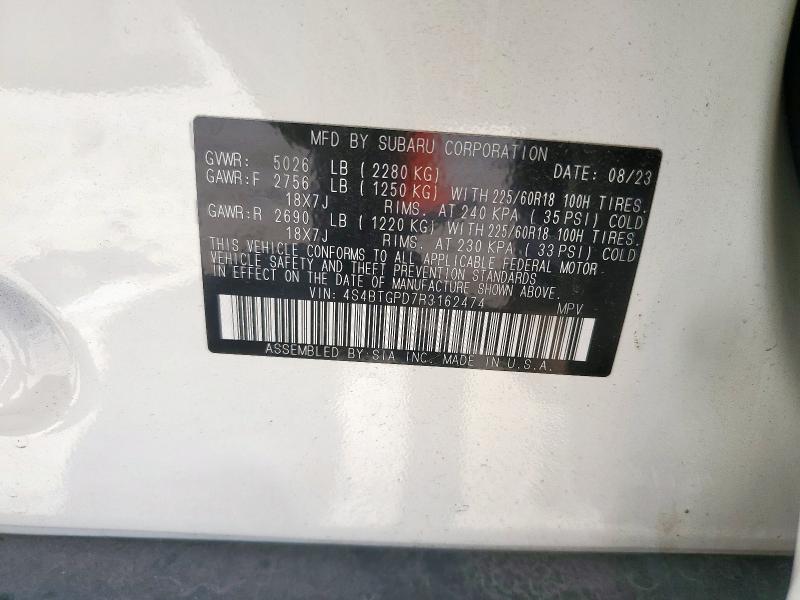 MFD BY SUBARU CORPORATION
GVWR: 5026 LB (2280 KG) DATE: 08/23
GAWR:F 2756 LB (1250 KG) WITH 225/60R18 100H TIRES.
18X7J RIMS. AT 240 KPA ( 35 PSI) COLD
GAWR:R 2690 LB (1220 KG) WITH 225/60R18 100H TIRES.
18X7J RIMS. AT 230 KPA ( 33 PSI) COLD
THIS VEHICLE CONFORMS TO ALL APPLICABLE FEDERAL MOTOR
VEHICLE SAFETY AND THEFT PREVENTION STANDARDS
IN EFFECT ON THE DATE OF MANUFACTURE SHOWN ABOVE.
VIN: 4S4BTGPD7R3162474 MPV
ASSEMBLED BY SIA INC. MADE IN U.S.A.